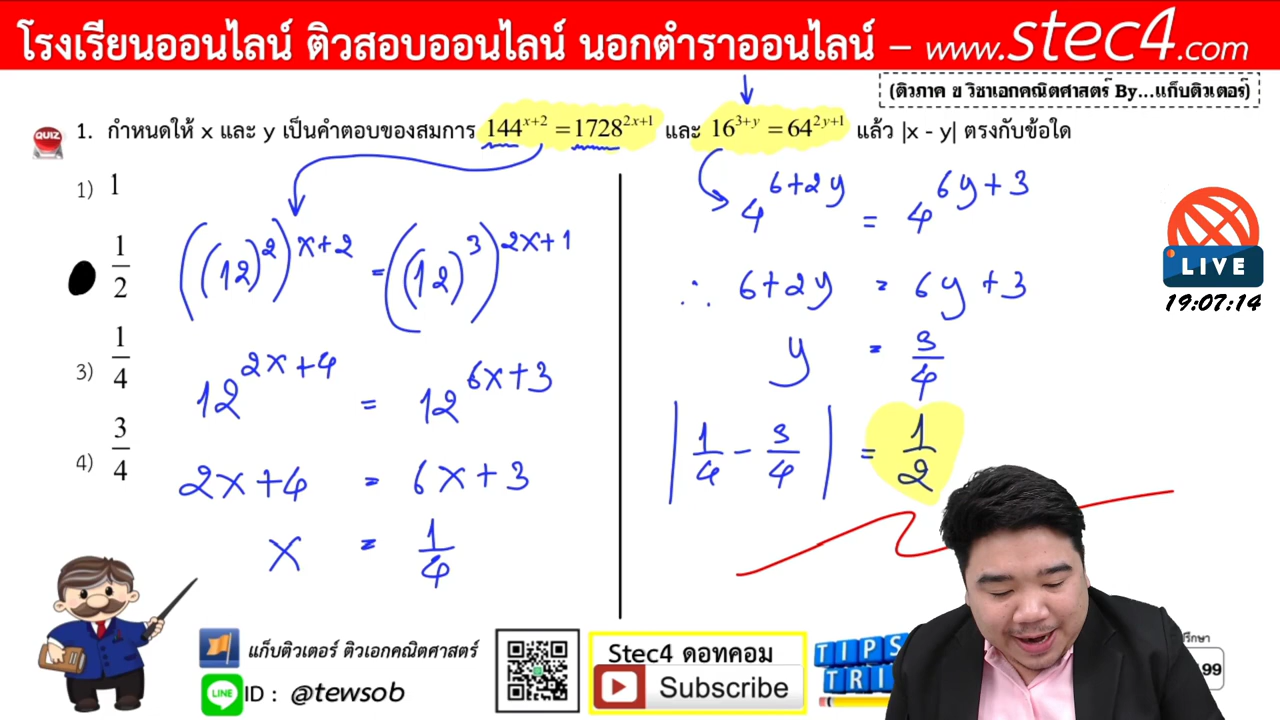 โรงเรียนออนไลน์ ติวสอบออนไลน์ นอกตำราออนไลน์ – www.stec4.com
(ติวภาค ข วิชาเอกคณิตศาสตร์ By...แก็บติวเตอร์)
QUIZ
1. กำหนดให้ x และ y เป็นคำตอบของสมการ 144^{x+2} = 1728^{2x+1} และ 16^{3+y} = 64^{2y+1} แล้ว |x - y| ตรงกับข้อใด
1) 1
1/2
3) 1/4
4) 3/4
((12)^2)^{x+2} = ((12)^3)^{2x+1}
12^{2x+4} = 12^{6x+3}
2x+4 = 6x+3
x = 1/4
4^{6+2y} = 4^{6y+3}
∴ 6+2y = 6y+3
y = 3/4
|1/4 - 3/4| = 1/2
LIVE
19:07:14
แก็บติวเตอร์ ติวเอกคณิตศาสตร์
LINE ID : @tewsob
Stec4 ดอทคอม
Subscribe
TIPS
TRI
99